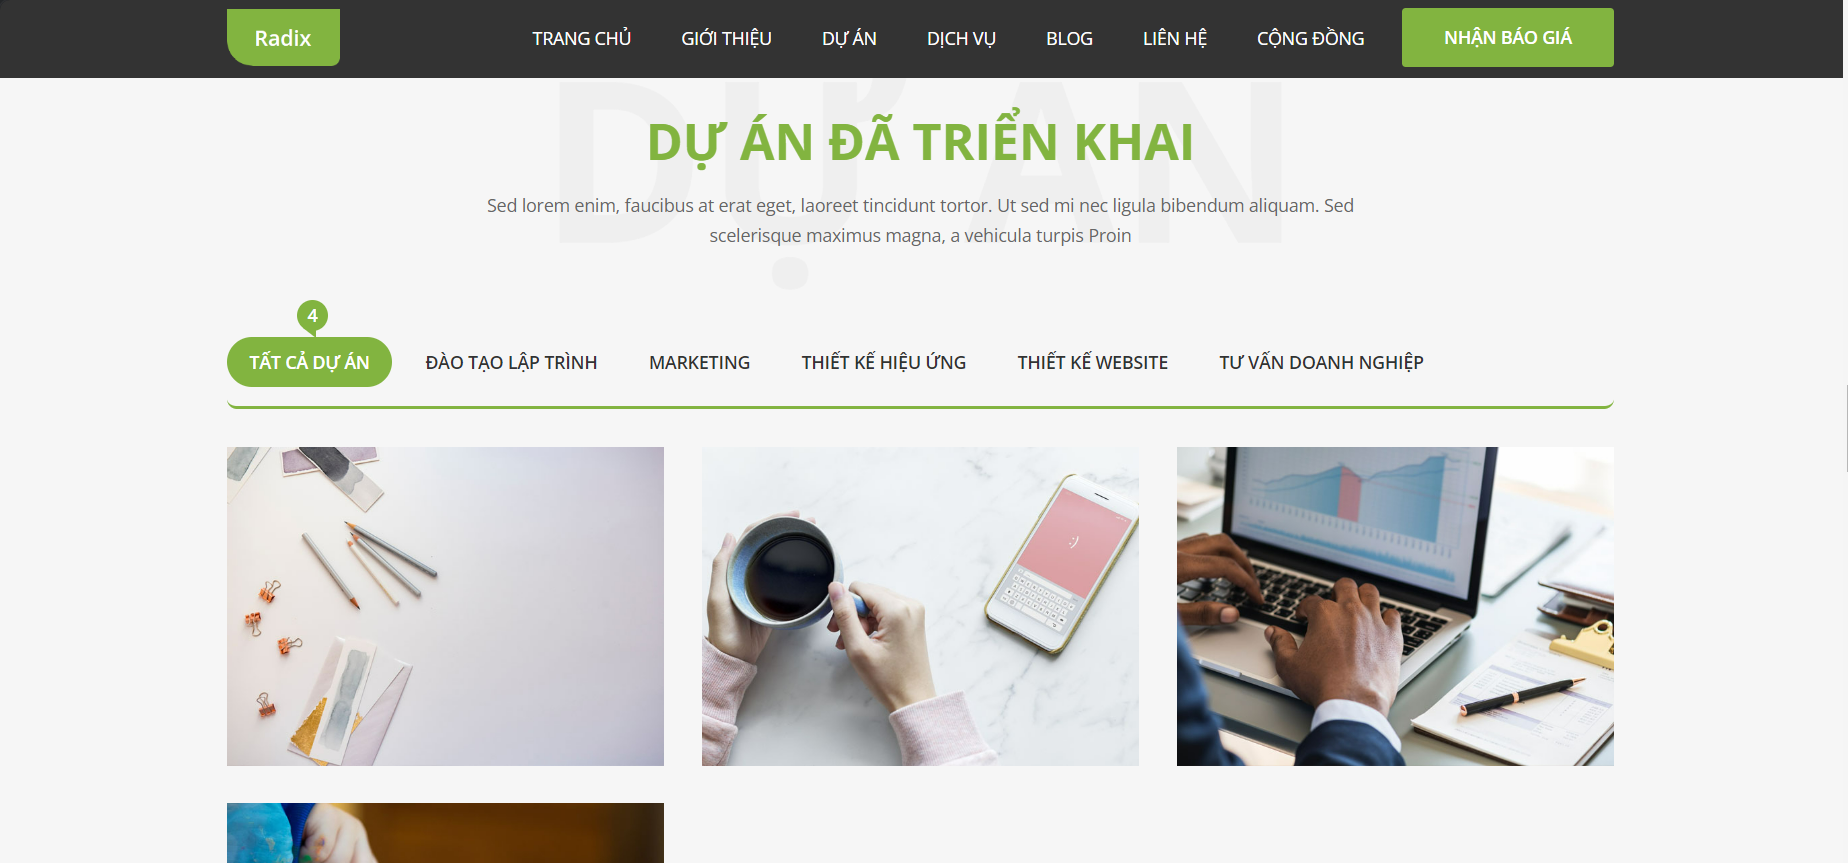 Radix
TRANG CHỦ
GIỚI THIỆU
DỰ ÁN
DỊCH VỤ
BLOG
LIÊN HỆ
CỘNG ĐỒNG
NHẬN BÁO GIÁ
DỰ ÁN
DỰ ÁN ĐÃ TRIỂN KHAI
Sed lorem enim, faucibus at erat eget, laoreet tincidunt tortor. Ut sed mi nec ligula bibendum aliquam. Sed
scelerisque maximus magna, a vehicula turpis Proin
4
TẤT CẢ DỰ ÁN
ĐÀO TẠO LẬP TRÌNH
MARKETING
THIẾT KẾ HIỆU ỨNG
THIẾT KẾ WEBSITE
TƯ VẤN DOANH NGHIỆP
:)